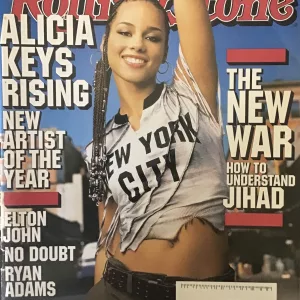 Rolling Stone
ALICIA
KEYS
RISING
NEW
ARTIST
OF THE
YEAR
ELTON
JOHN
NO DOUBT
RYAN
ADAMS
THE
NEW
WAR
HOW TO
UNDERSTAND
JIHAD
NEW YORK
CITY